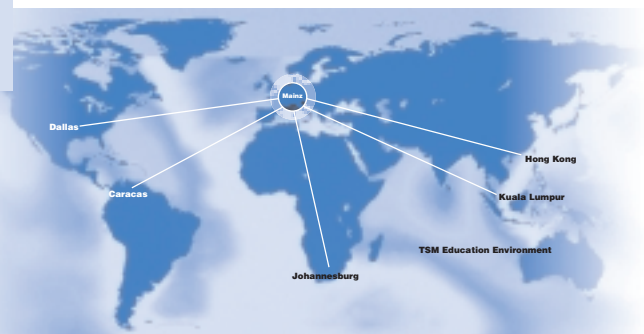 Mainz
Dallas
Hong Kong
Caracas
Kuala Lumpur
TSM Education Environment
Johannesburg